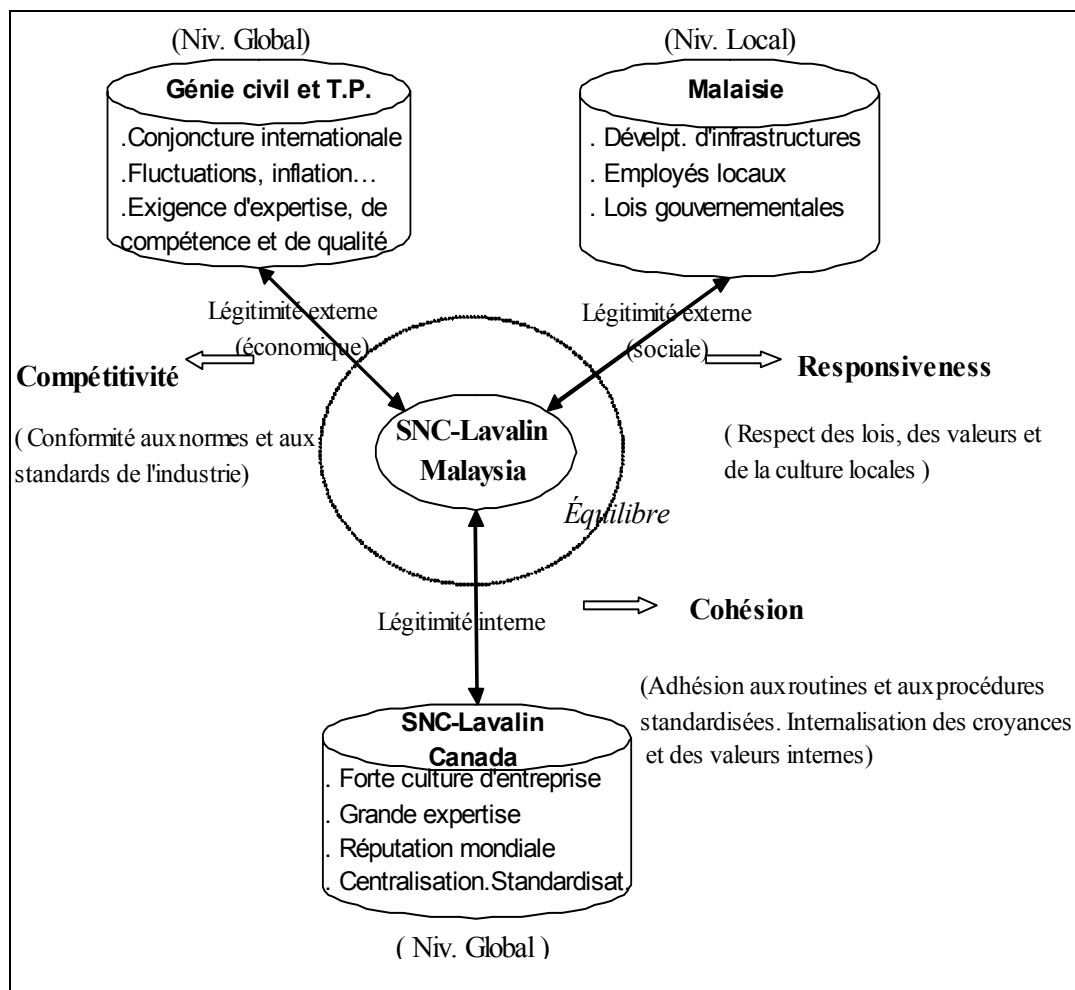 (Niv. Global)
Génie civil et T.P.
.Conjoncture internationale
.Fluctuations, inflation…
.Exigence d'expertise, de
compétence et de qualité
(Niv. Local)
Malaisie
. Dévelpt. d'infrastructures
. Employés locaux
. Lois gouvernementales
Légitimité externe
(économique)
Légitimité externe
(sociale)
Compétitivité
( Conformité aux normes et aux
standards de l'industrie)
Responsiveness
( Respect des lois, des valeurs et
de la culture locales )
SNC-Lavalin
Malaysia
Équilibre
Légitimité interne
Cohésion
(Adhésion aux routines et aux procédures
standardisées. Internalisation des croyances
et des valeurs internes)
SNC-Lavalin
Canada
. Forte culture d'entreprise
. Grande expertise
. Réputation mondiale
. Centralisation.Standardisat.
( Niv. Global )